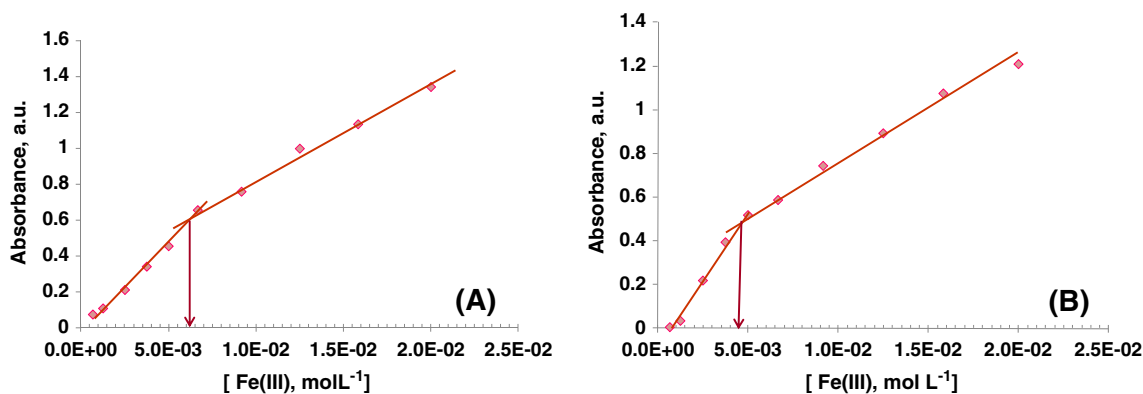 1.6
1.4
1.2
1
0.8
0.6
0.4
0.2
0
Absorbance, a.u.
0.0E+00 5.0E-03 1.0E-02 1.5E-02 2.0E-02 2.5E-02
[ Fe(III), molL-1]
(A)
1.4
1.2
1
0.8
0.6
0.4
0.2
0
Absorbance, a.u.
0.0E+00 5.0E-03 1.0E-02 1.5E-02 2.0E-02 2.5E-02
[ Fe(III), mol L-1]
(B)